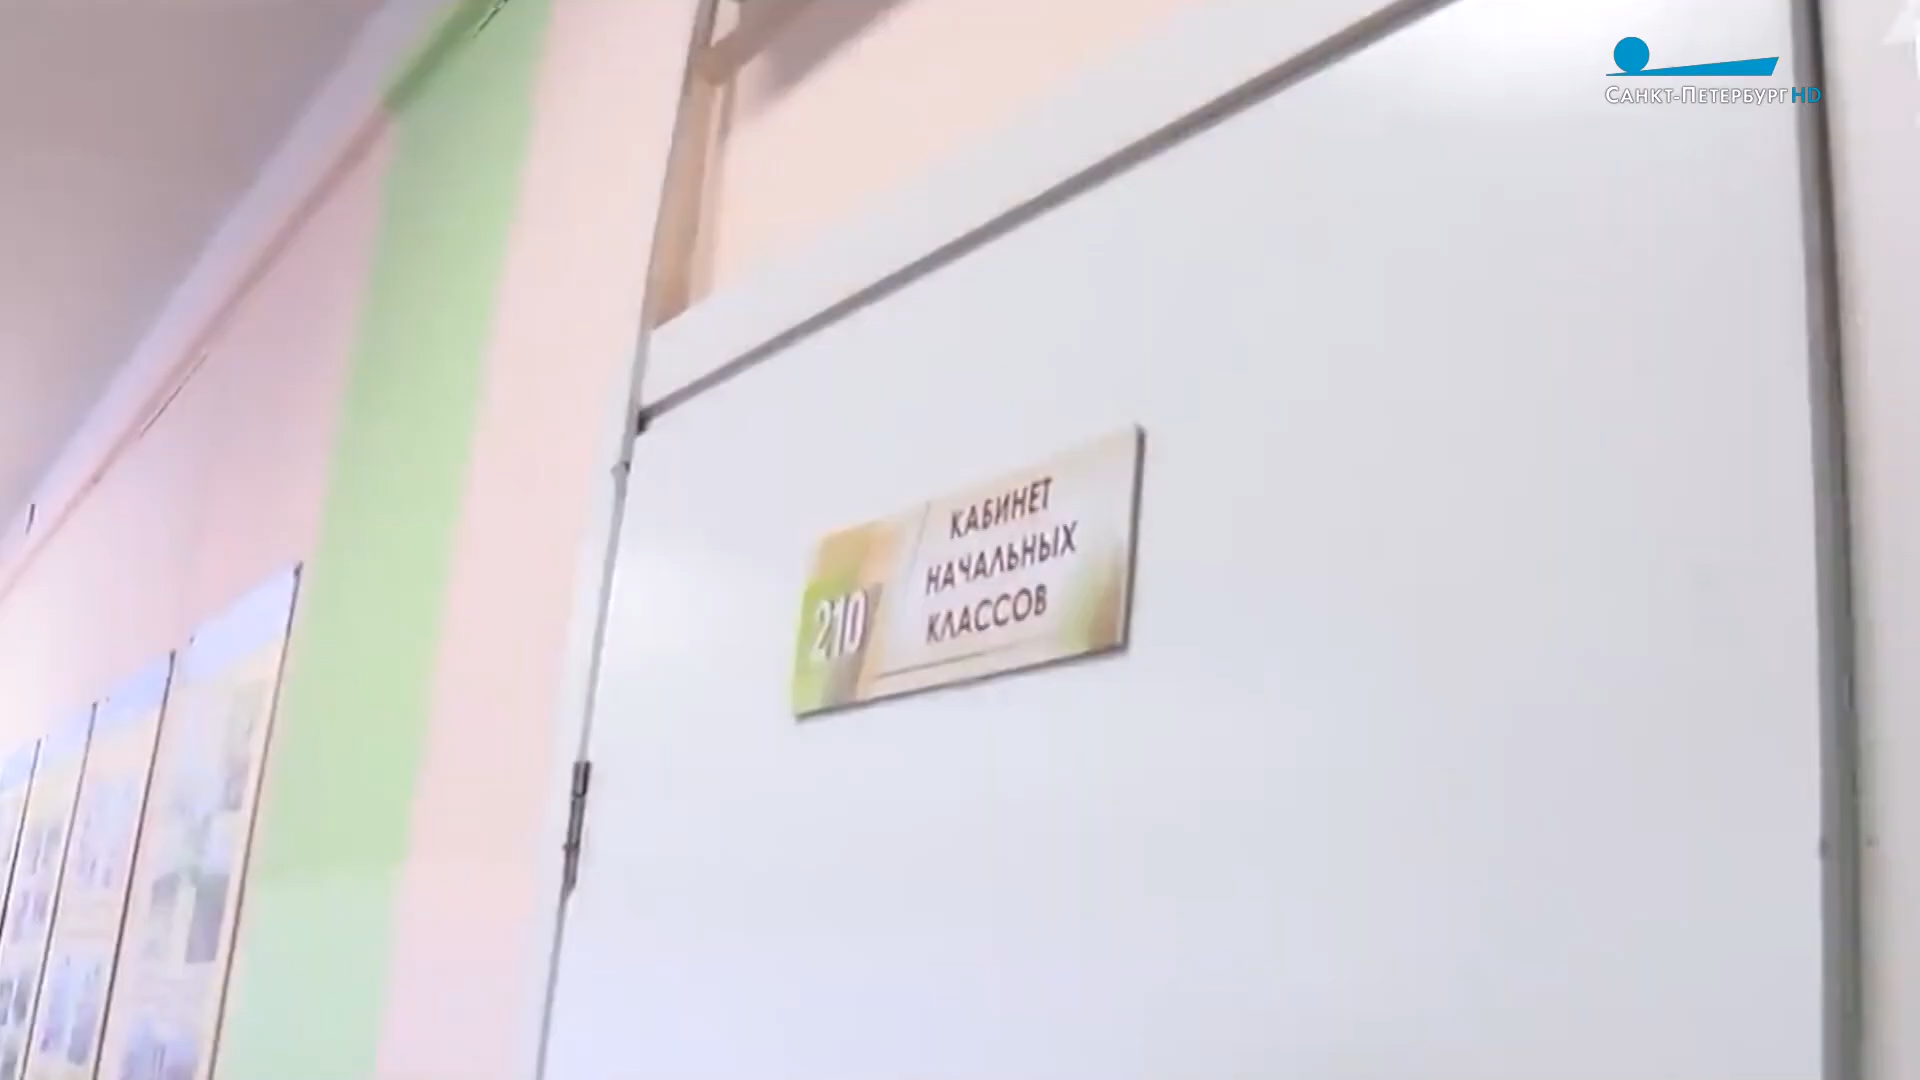 САНКТ-ПЕТЕРБУРГ HD
210
КАБИНЕТ
НАЧАЛЬНЫХ
КЛАССОВ